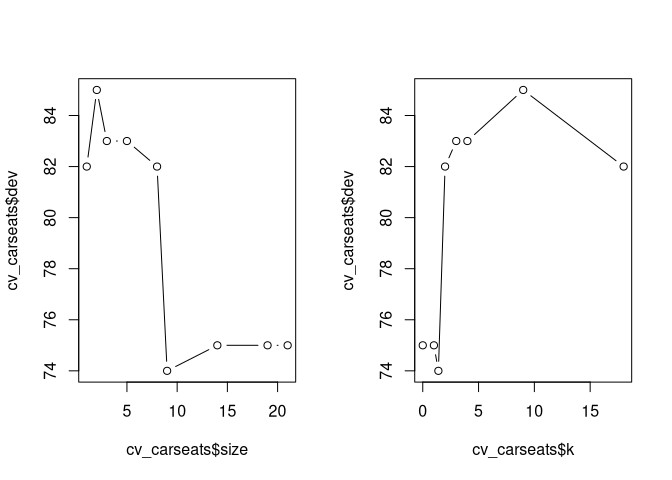 cv_carseats$dev
74 76 78 80 82 84
5 10 15 20
cv_carseats$size
cv_carseats$dev
74 76 78 80 82 84
0 5 10 15
cv_carseats$k